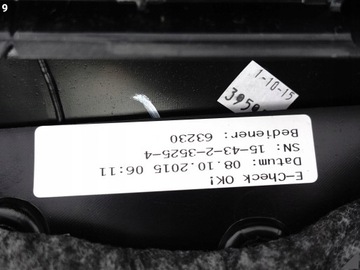 9
1-10-15
E-Check OK!
Datum: 08.10.2015 06:11
SN: 15-43-2-3525-4
Bediener: 63230